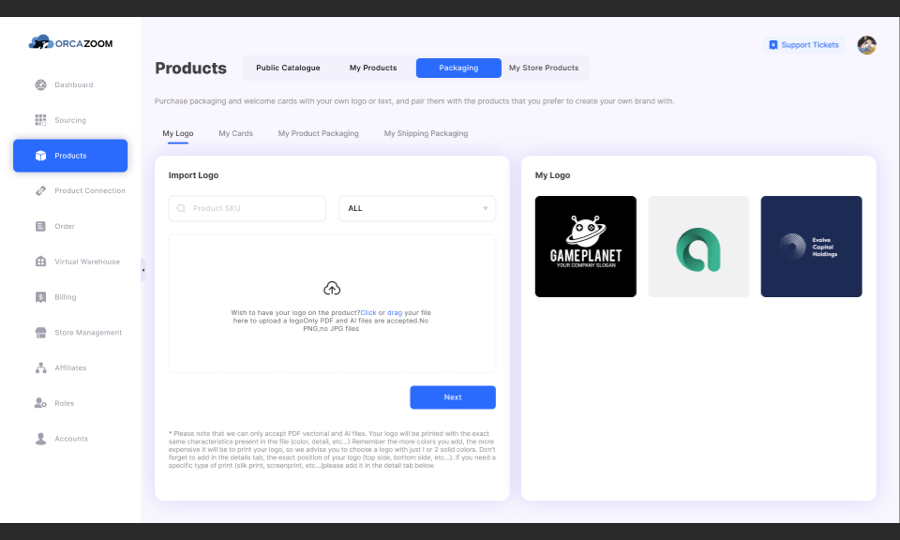 ORCAZOOM
Support Tickets
Products
Public Catalogue
My Products
Packaging
My Store Products
Purchase packaging and welcome cards with your own logo or text, and pair them with the products that you prefer to create your own brand with.
My Logo
My Cards
My Product Packaging
My Shipping Packaging
Dashboard
Sourcing
Products
Product Connection
Order
Virtual Warehouse
Billing
Store Management
Affiliates
Roles
Accounts
Import Logo
Product SKU
ALL
Wish to have your logo on the product?Click or drag your file
here to upload a logoOnly PDF and AI files are accepted.No
PNG,no JPG files
Next
* Please note that we can only accept PDF vectorial and AI files. Your logo will be printed with the exact
same characteristics present in the file (color, detail, etc...) Remember the more colors you add, the more
expensive it will be to print your logo, so we advise you to choose a logo with just 1 or 2 solid colors. Don't
forget to add in the details tab, the exact position of your logo (top side, bottom side, etc...). If you need a
specific type of print (silk print, screenprint, etc...)please add it in the detail tab below.
My Logo
GAMEPLANET
YOUR COMPANY SLOGAN
Evolve
Capital
Holdings